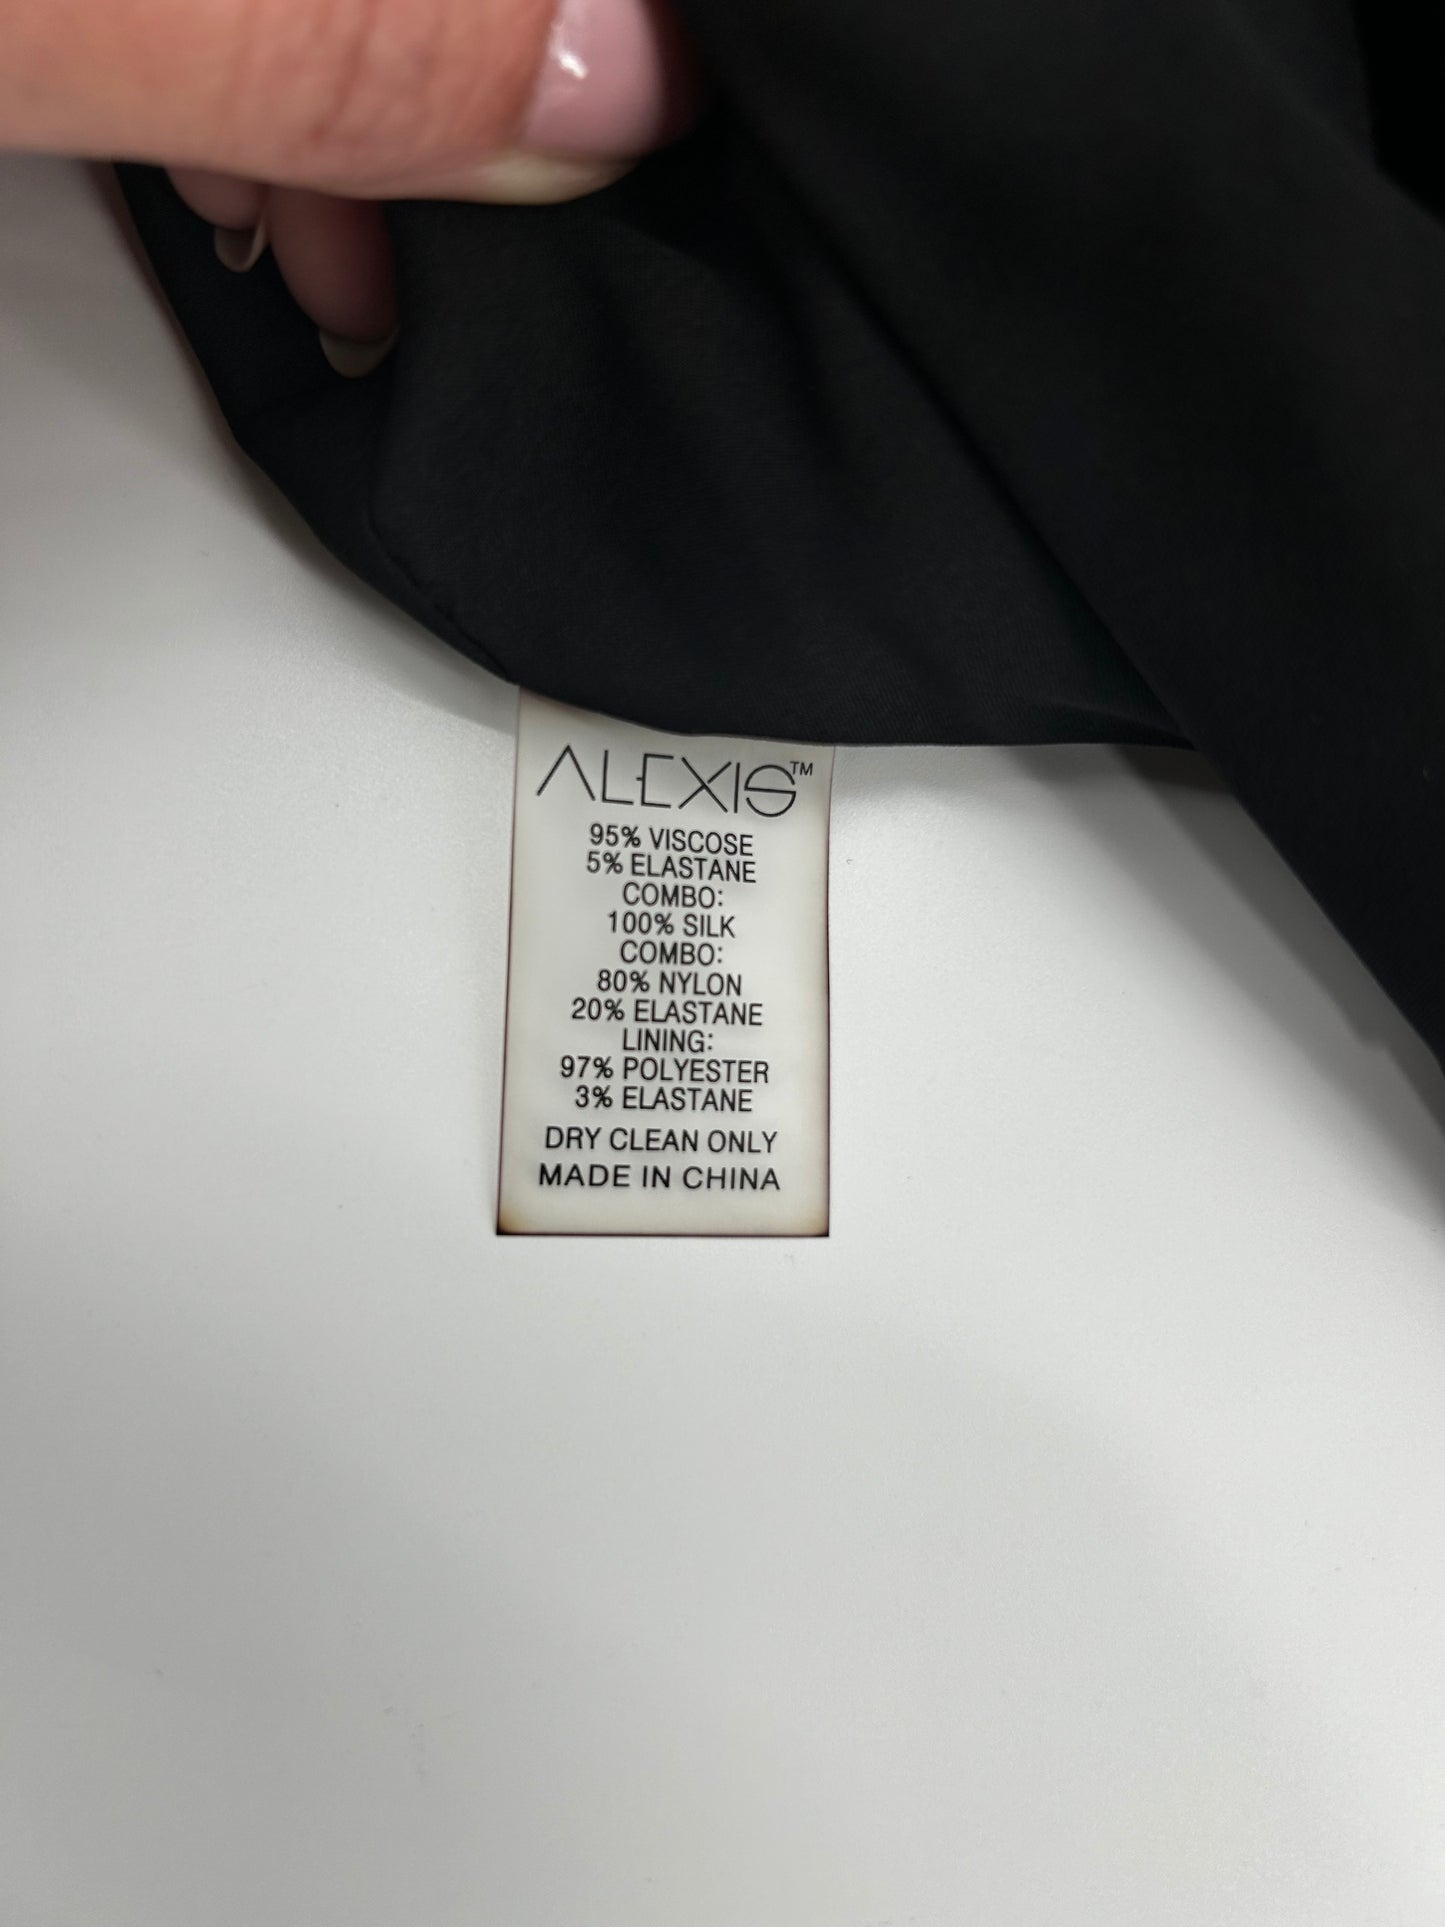 ALEXIS™
95% VISCOSE
5% ELASTANE
COMBO:
100% SILK
COMBO:
80% NYLON
20% ELASTANE
LINING:
97% POLYESTER
3% ELASTANE
DRY CLEAN ONLY
MADE IN CHINA